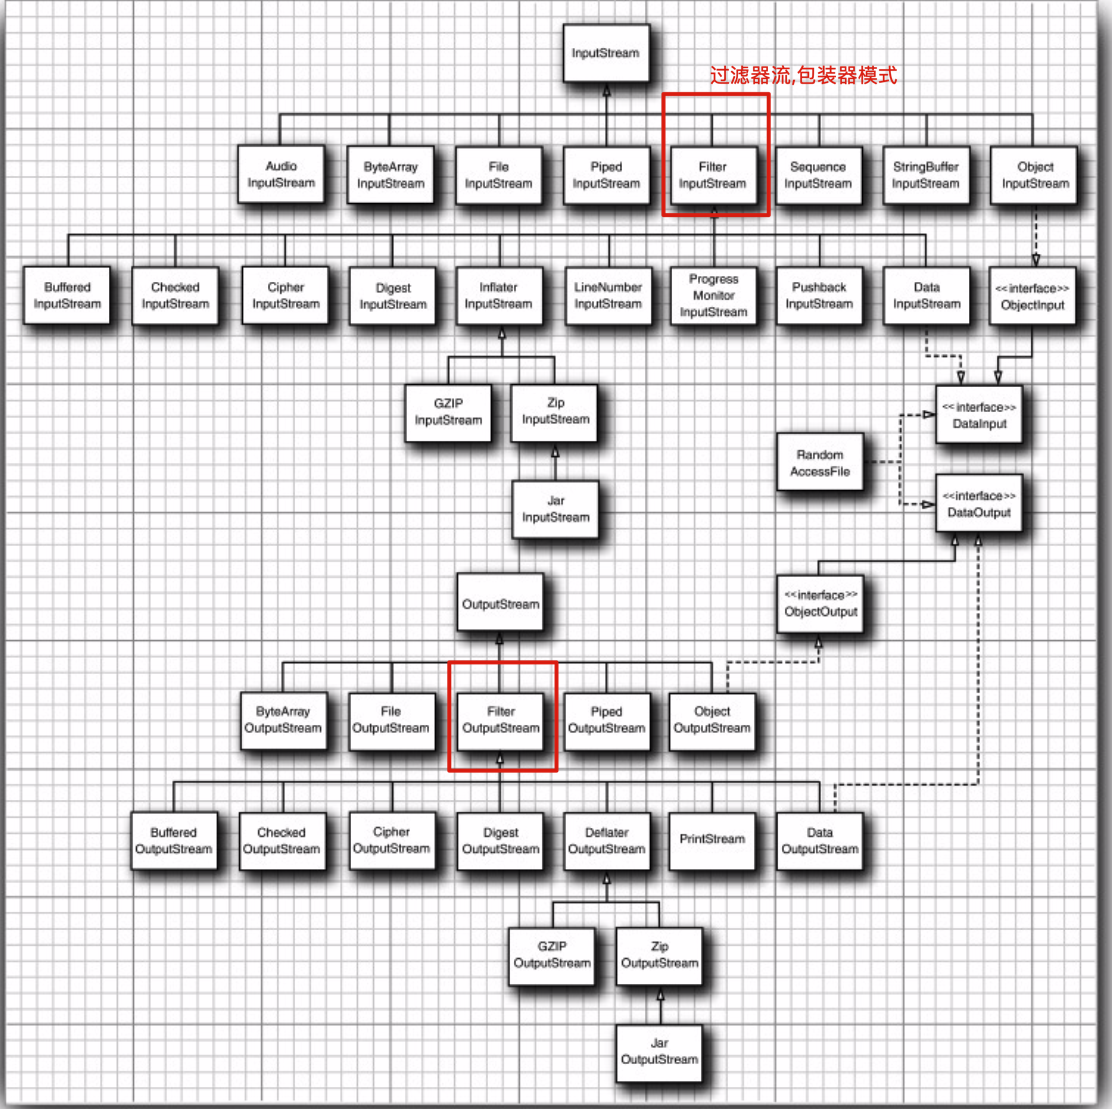 InputStream
过滤器流,包装器模式
Audio
InputStream
ByteArray
InputStream
File
InputStream
Piped
InputStream
Filter
InputStream
Sequence
InputStream
StringBuffer
InputStream
Object
InputStream
Buffered
InputStream
Checked
InputStream
Cipher
InputStream
Digest
InputStream
Inflater
InputStream
LineNumber
InputStream
Progress
Monitor
InputStream
Pushback
InputStream
Data
InputStream
<<interface>>
ObjectInput
GZIP
InputStream
Zip
InputStream
<<interface>>
DataInput
Random
AccessFile
Jar
InputStream
<<interface>>
DataOutput
OutputStream
<<interface>>
ObjectOutput
ByteArray
OutputStream
File
OutputStream
Filter
OutputStream
Piped
OutputStream
Object
OutputStream
Buffered
OutputStream
Checked
OutputStream
Cipher
OutputStream
Digest
OutputStream
Deflater
OutputStream
PrintStream
Data
OutputStream
GZIP
OutputStream
Zip
OutputStream
Jar
OutputStream